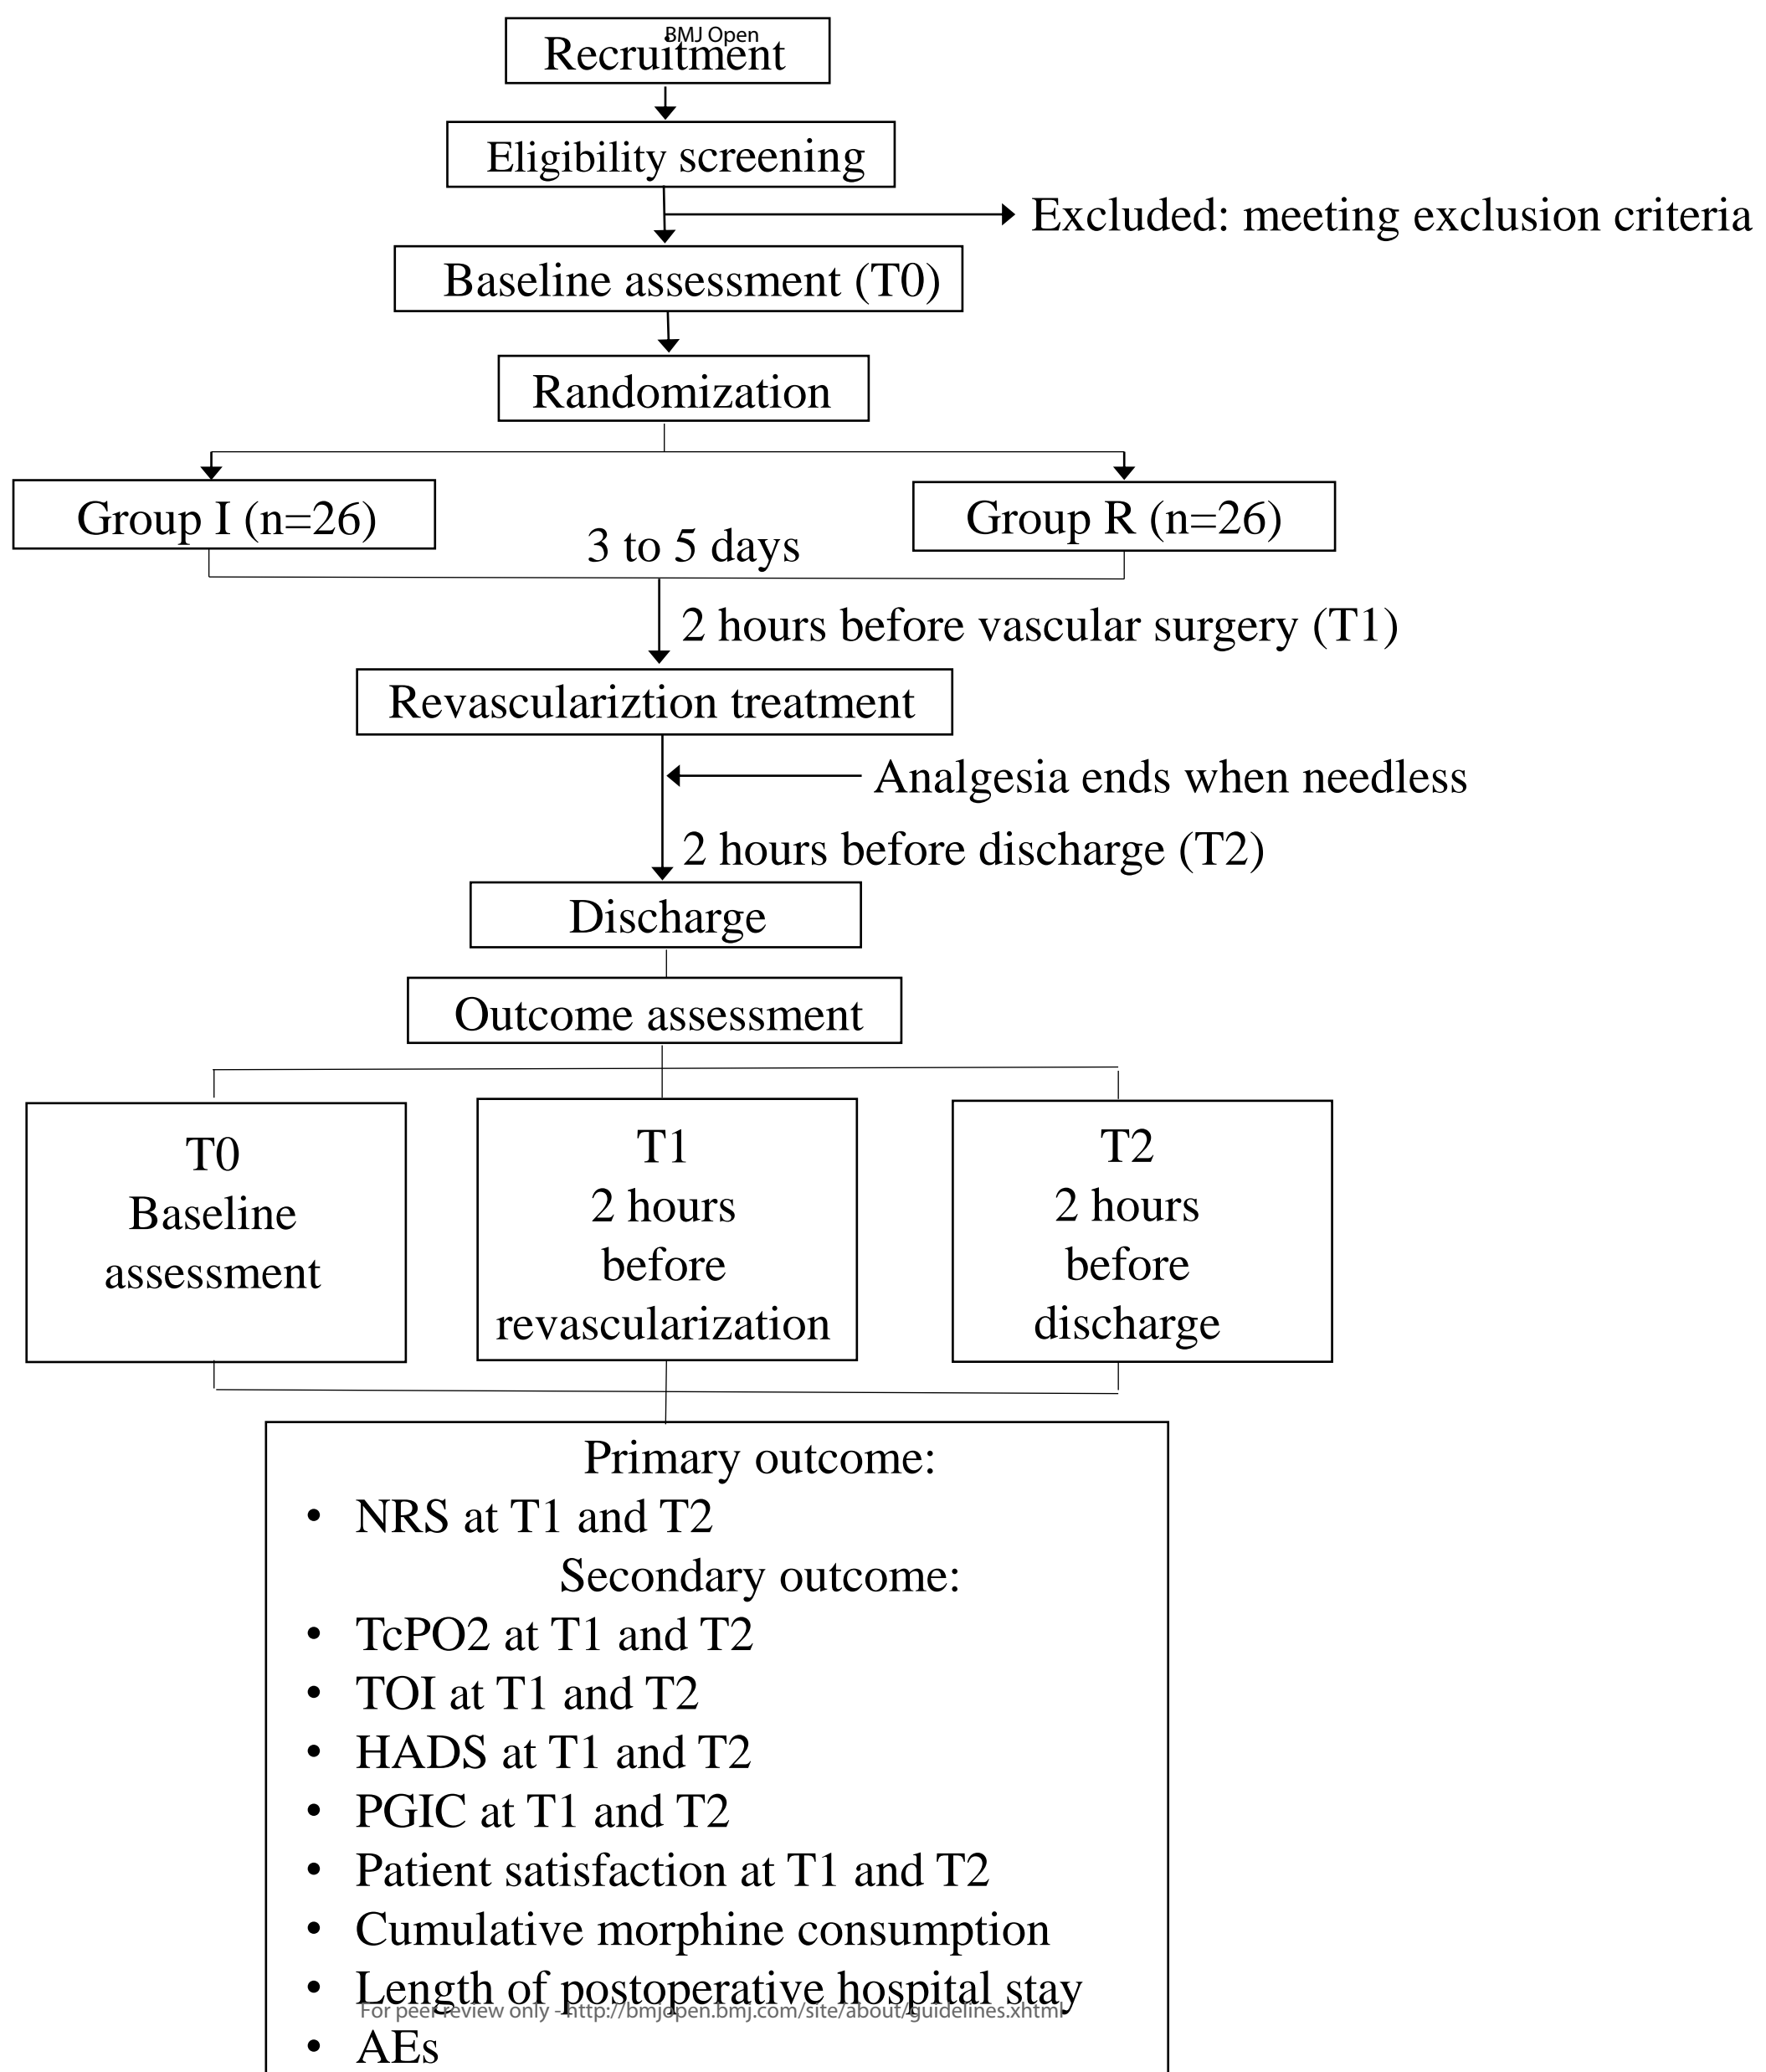 BMJ Open
Recruitment
Eligibility screening
Excluded: meeting exclusion criteria
Baseline assessment (T0)
Randomization
Group I (n=26)
Group R (n=26)
3 to 5 days
2 hours before vascular surgery (T1)
Revasculariztion treatment
Analgesia ends when needless
2 hours before discharge (T2)
Discharge
Outcome assessment
T0
Baseline
assessment
T1
2 hours
before
revascularization
T2
2 hours
before
discharge
Primary outcome:
• NRS at T1 and T2
Secondary outcome:
• TcPO2 at T1 and T2
• TOI at T1 and T2
• HADS at T1 and T2
• PGIC at T1 and T2
• Patient satisfaction at T1 and T2
• Cumulative morphine consumption
• Length of postoperative hospital stay
For peer review only - http://bmjopen.bmj.com/site/about/guidelines.xhtml
• AEs